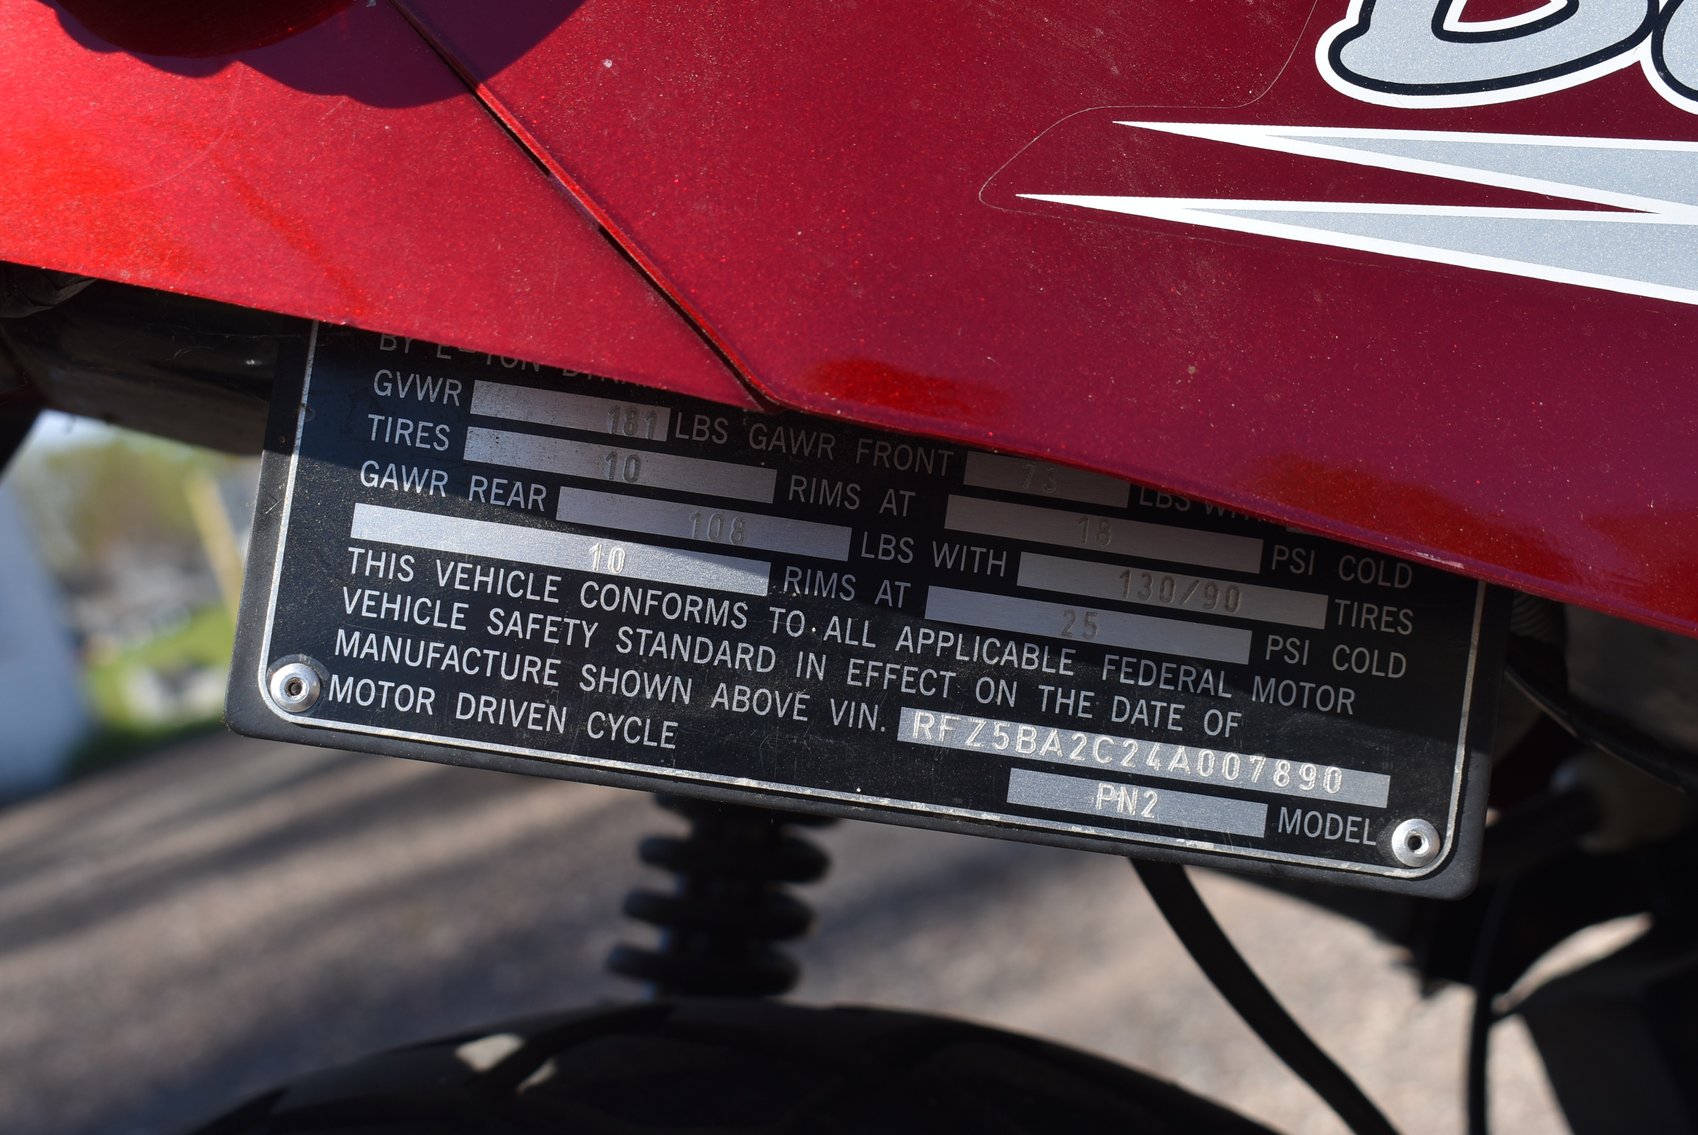 GVWR 181 LBS GAWR FRONT 73 LBS
TIRES 10 RIMS AT 18 PSI COLD
GAWR REAR 108 LBS WITH 130/90 TIRES
10 RIMS AT 25 PSI COLD
THIS VEHICLE CONFORMS TO ALL APPLICABLE FEDERAL MOTOR
VEHICLE SAFETY STANDARD IN EFFECT ON THE DATE OF
MANUFACTURE SHOWN ABOVE VIN. RFZ5BA2C24A007890
MOTOR DRIVEN CYCLE PN2 MODEL